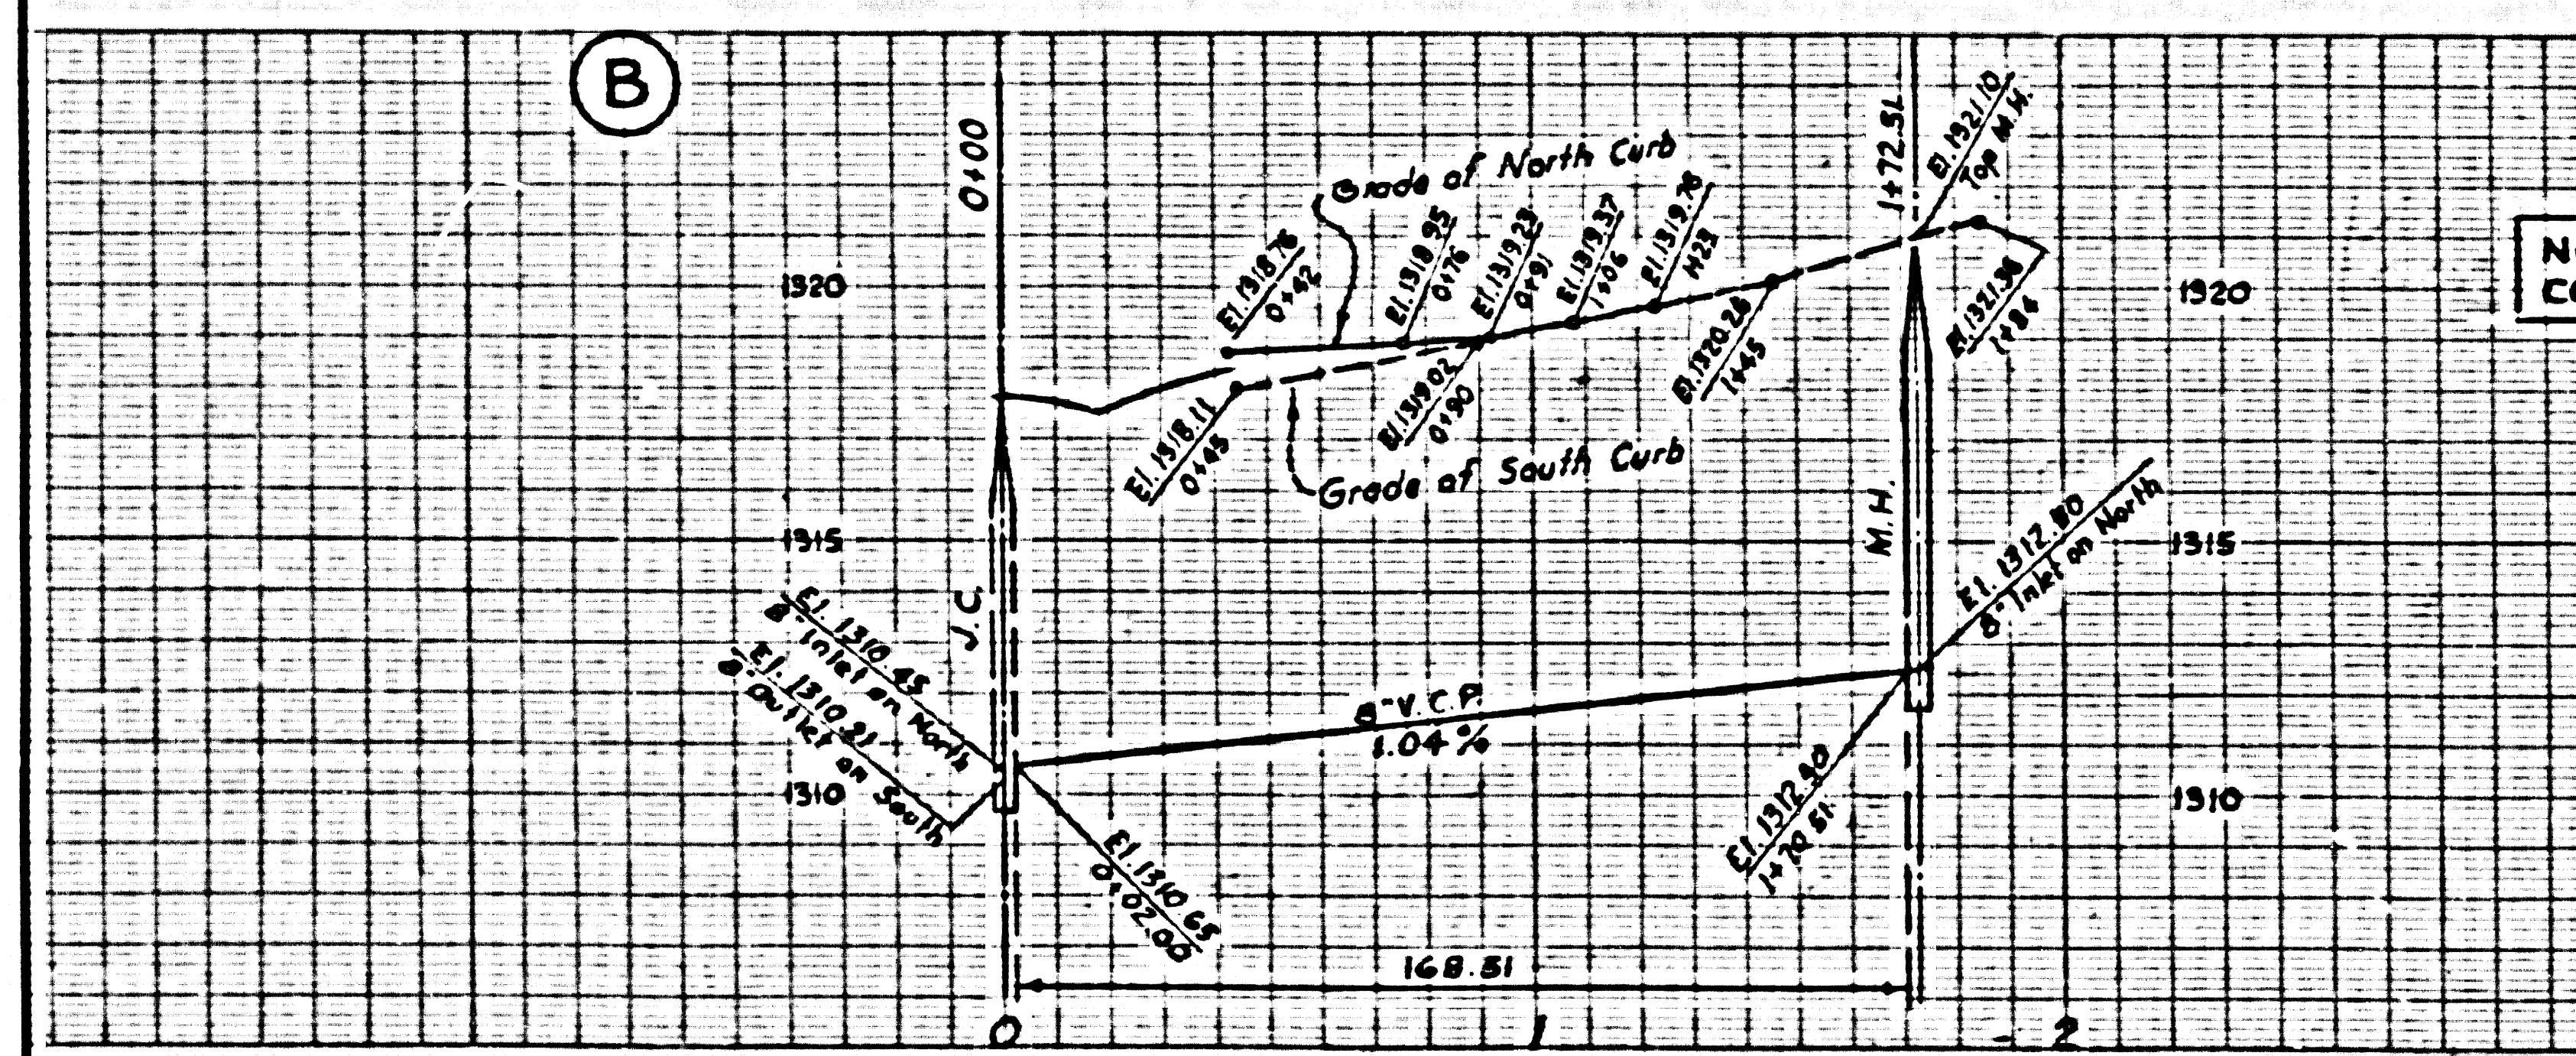 B
0+00
1+72.51
El. 1321.10
Top M.H.
Grade of North Curb
El. 1318.76
0+42
El. 1318.95
0+76
El. 1319.23
0+91
El. 1319.37
1+06
El. 1319.78
1+23
1320
1320
El. 1318.11
0+45
El. 1319.02
0+90
El. 1320.26
1+45
El. 1321.36
1+84
Grade of South Curb
1315
M.H.
1315
J.C.
El. 1310.45
8" Inlet on North
El. 1310.21
8" Outlet on South
El. 1312.80
8" Inlet on North
8" V.C.P.
1.04 %
1310
1310
El. 1310.65
0+02.00
El. 1312.40
1+70.51
168.51
0
1
2